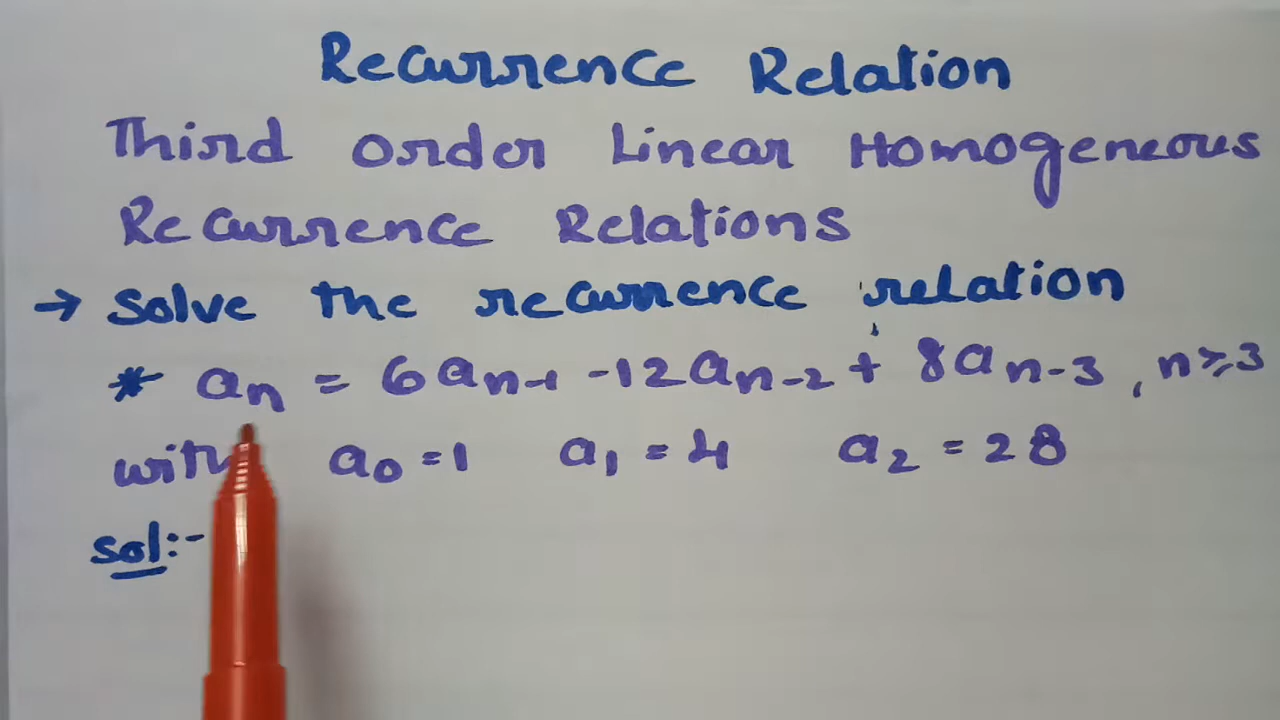 Recurrence Relation
Third Order Linear Homogeneous
Recurrence Relations
→ Solve the recurrence relation
* aₙ = 6aₙ₋₁ -12aₙ₋₂ + 8aₙ₋₃ , n≥3
with a₀ = 1 a₁ = 4 a₂ = 28
sol:-